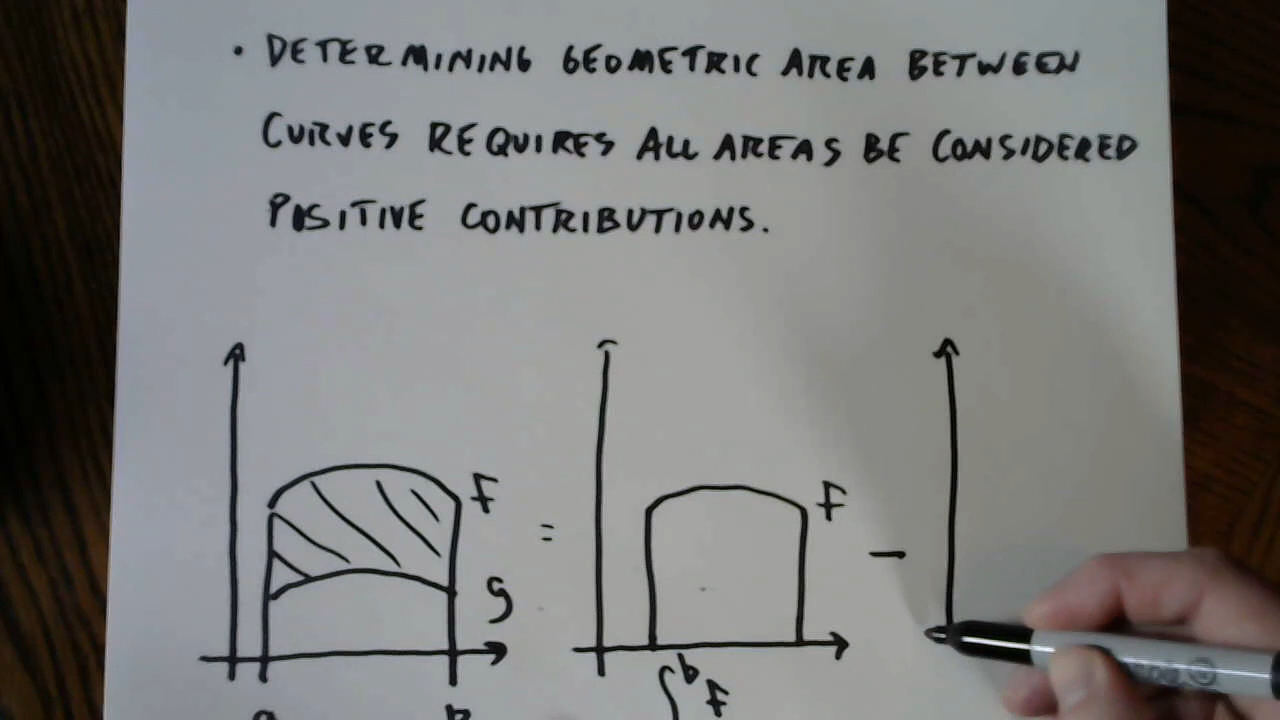 • DETERMINING GEOMETRIC AREA BETWEEN
CURVES REQUIRES ALL AREAS BE CONSIDERED
POSITIVE CONTRIBUTIONS.
f
g
=
f
−
∫ b f